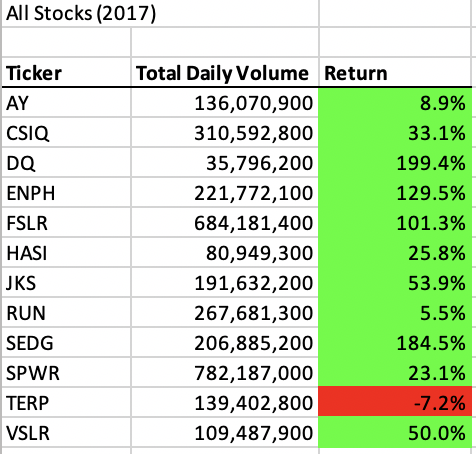 All Stocks (2017)
Ticker Total Daily Volume Return
AY 136,070,900 8.9%
CSIQ 310,592,800 33.1%
DQ 35,796,200 199.4%
ENPH 221,772,100 129.5%
FSLR 684,181,400 101.3%
HASI 80,949,300 25.8%
JKS 191,632,200 53.9%
RUN 267,681,300 5.5%
SEDG 206,885,200 184.5%
SPWR 782,187,000 23.1%
TERP 139,402,800 -7.2%
VSLR 109,487,900 50.0%